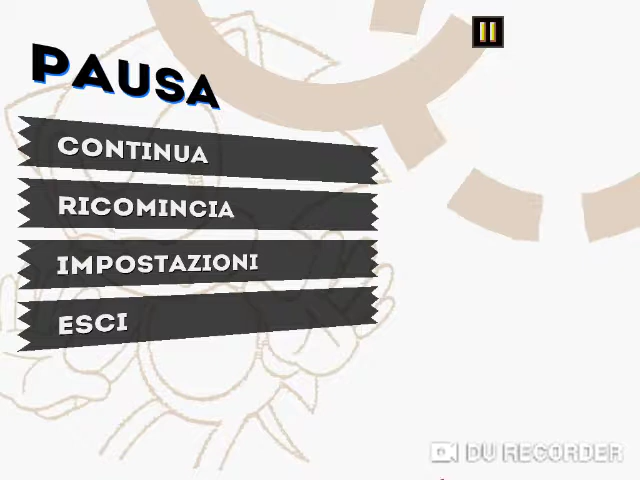 PAUSA
CONTINUA
RICOMINCIA
IMPOSTAZIONI
ESCI
DU RECORDER